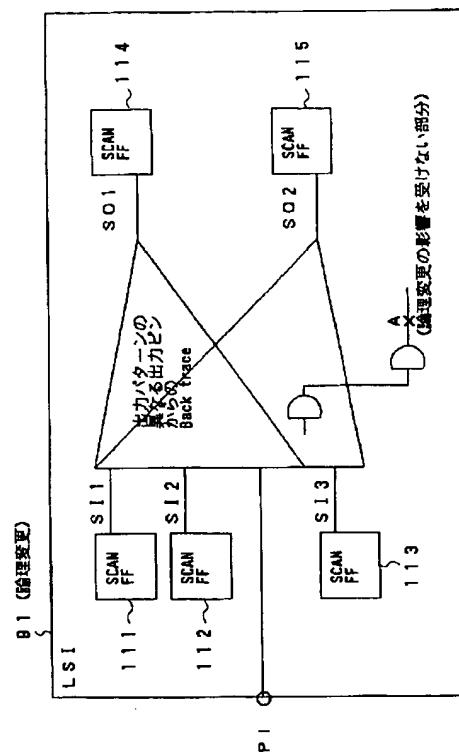 91 (論理変更)
LSI
PI
SCAN
FF
111
SI1
SCAN
FF
112
SI2
SCAN
FF
113
SI3
出力パターンの
異なる出力ピン
からの
Back trace
SO1
SCAN
FF
114
SO2
SCAN
FF
115
A
(論理変更の影響を受けない部分)